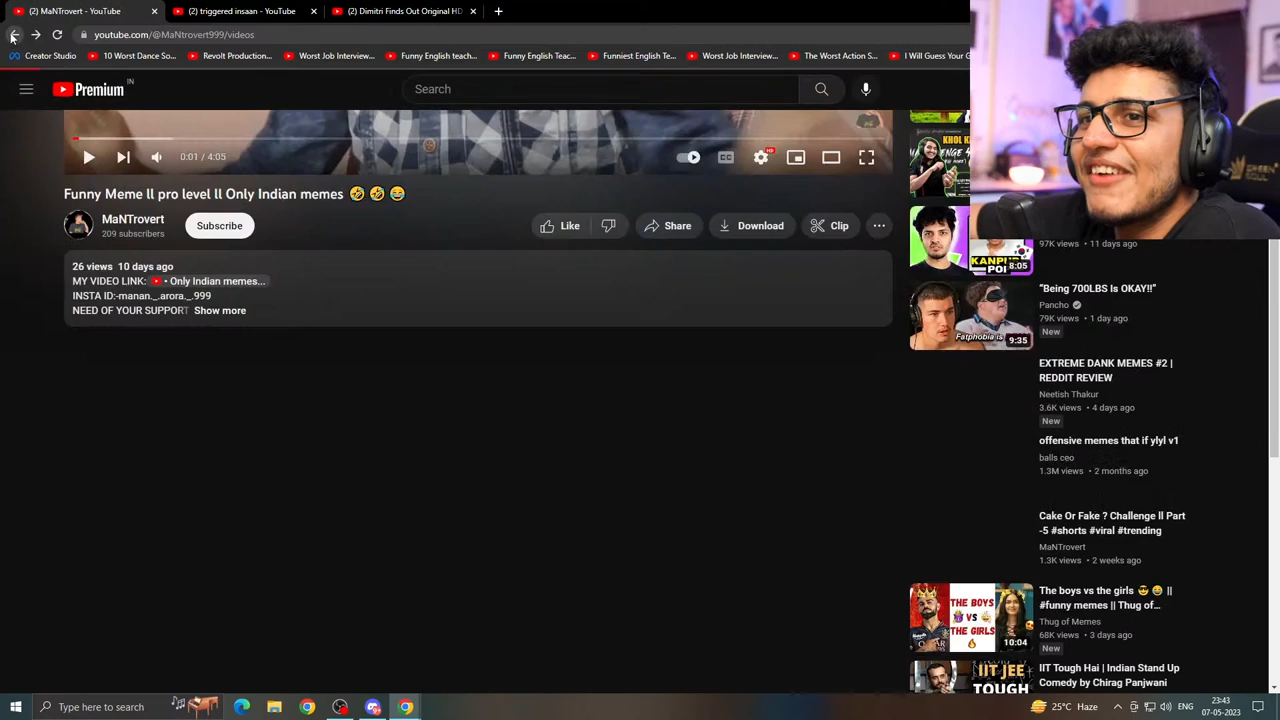 (2) MaNTrovert - YouTube
(2) triggered insaan - YouTube
(2) Dimitri Finds Out Original HD
youtube.com/@MaNtrovert999/videos
Creator Studio
10 Worst Dance So...
Revolt Production...
Worst Job Interview...
Funny English teac...
Funny English Teac...
Funniest English Te...
Worst Job Interview...
The Worst Action S...
I Will Guess Your G
Premium IN
Search
0:01 / 4:05
HD
Funny Meme ll pro level ll Only Indian memes 🤣 🤣 😂
MaNTrovert
209 subscribers
Subscribe
Like
Share
Download
Clip
26 views 10 days ago
MY VIDEO LINK: • Only Indian memes...
INSTA ID:-manan._.arora._.999
NEED OF YOUR SUPPORT Show more
KHOL K
KANPUR
POI
8:05
97K views • 11 days ago
Fatphobia is
9:35
“Being 700LBS Is OKAY!!”
Pancho
79K views • 1 day ago
New
EXTREME DANK MEMES #2 |
REDDIT REVIEW
Neetish Thakur
3.6K views • 4 days ago
New
offensive memes that if ylyl v1
balls ceo
1.3M views • 2 months ago
Cake Or Fake ? Challenge ll Part
-5 #shorts #viral #trending
MaNTrovert
1.3K views • 2 weeks ago
THE BOYS
VS
THE GIRLS
10:04
The boys vs the girls 😎 😂 ||
#funny memes || Thug of...
Thug of Memes
68K views • 3 days ago
New
IIT JEE
TOUGH
IIT Tough Hai | Indian Stand Up
Comedy by Chirag Panjwani
Type here to search
25°C Haze
ENG
23:43
07-05-2023